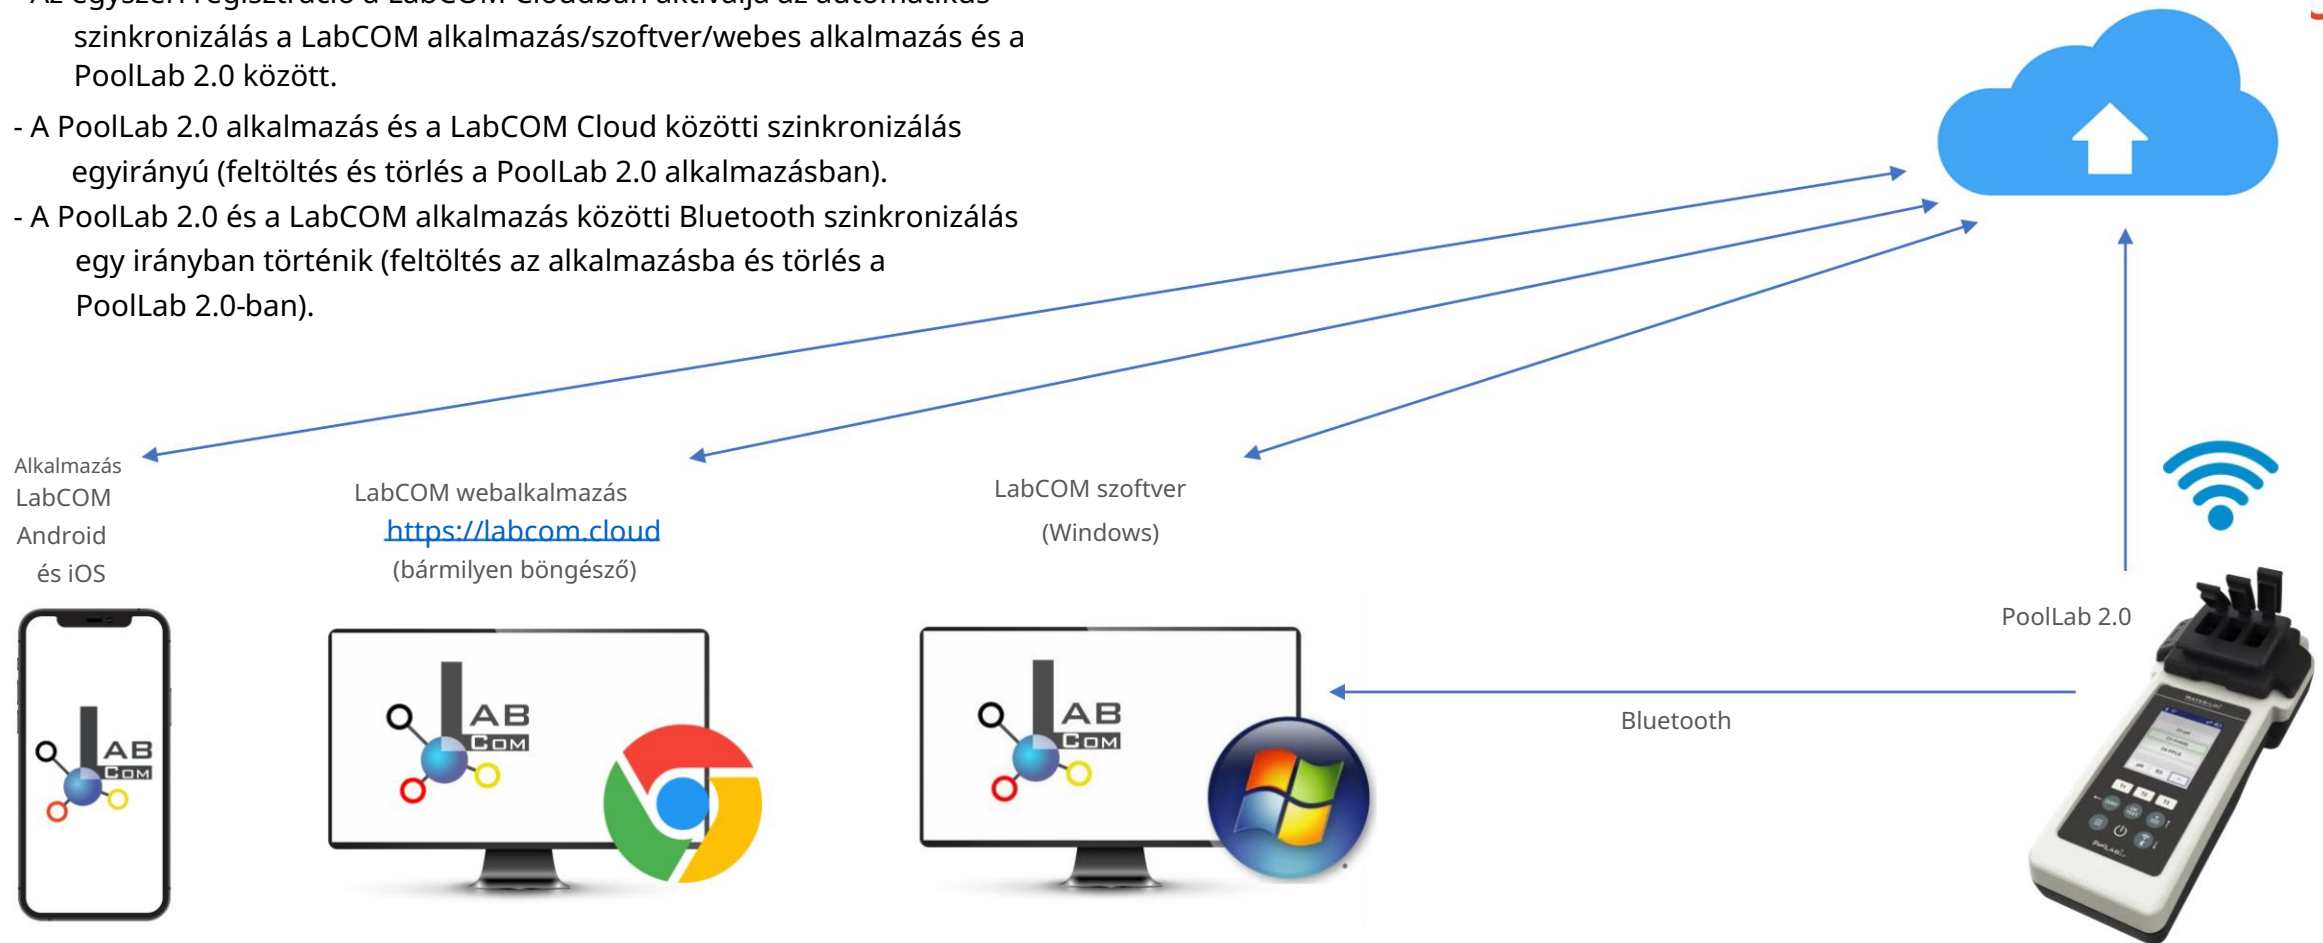 szinkronizálás a LabCOM alkalmazás/szoftver/webes alkalmazás és a
PoolLab 2.0 között.
- A PoolLab 2.0 alkalmazás és a LabCOM Cloud közötti szinkronizálás
egyirányú (feltöltés és törlés a PoolLab 2.0 alkalmazásban).
- A PoolLab 2.0 és a LabCOM alkalmazás közötti Bluetooth szinkronizálás
egy irányban történik (feltöltés az alkalmazásba és törlés a
PoolLab 2.0-ban).
Alkalmazás
LabCOM
Android
és iOS
LabCOM webalkalmazás
https://labcom.cloud
(bármilyen böngésző)
LabCOM szoftver
(Windows)
PoolLab 2.0
Bluetooth
LAB
COM
LAB
COM
LAB
COM